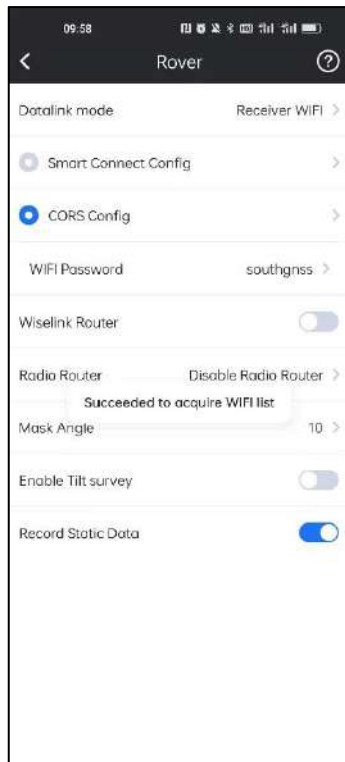 09:58
Rover
Datalink mode Receiver WIFI
Smart Connect Config
CORS Config
WIFI Password southgnss
Wiselink Router
Radio Router Disable Radio Router
Succeeded to acquire WIFI list
Mask Angle 10
Enable Tilt survey
Record Static Data